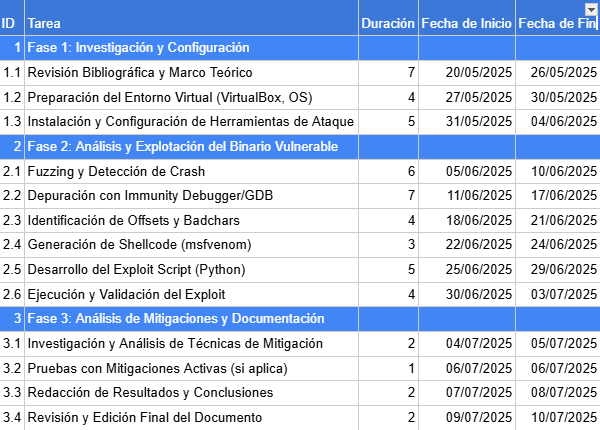 ID Tarea Duración Fecha de Inicio Fecha de Fin
1 Fase 1: Investigación y Configuración
1.1 Revisión Bibliográfica y Marco Teórico 7 20/05/2025 26/05/2025
1.2 Preparación del Entorno Virtual (VirtualBox, OS) 4 27/05/2025 30/05/2025
1.3 Instalación y Configuración de Herramientas de Ataque 5 31/05/2025 04/06/2025
2 Fase 2: Análisis y Explotación del Binario Vulnerable
2.1 Fuzzing y Detección de Crash 6 05/06/2025 10/06/2025
2.2 Depuración con Immunity Debugger/GDB 7 11/06/2025 17/06/2025
2.3 Identificación de Offsets y Badchars 4 18/06/2025 21/06/2025
2.4 Generación de Shellcode (msfvenom) 3 22/06/2025 24/06/2025
2.5 Desarrollo del Exploit Script (Python) 5 25/06/2025 29/06/2025
2.6 Ejecución y Validación del Exploit 4 30/06/2025 03/07/2025
3 Fase 3: Análisis de Mitigaciones y Documentación
3.1 Investigación y Análisis de Técnicas de Mitigación 2 04/07/2025 05/07/2025
3.2 Pruebas con Mitigaciones Activas (si aplica) 1 06/07/2025 06/07/2025
3.3 Redacción de Resultados y Conclusiones 2 07/07/2025 08/07/2025
3.4 Revisión y Edición Final del Documento 2 09/07/2025 10/07/2025